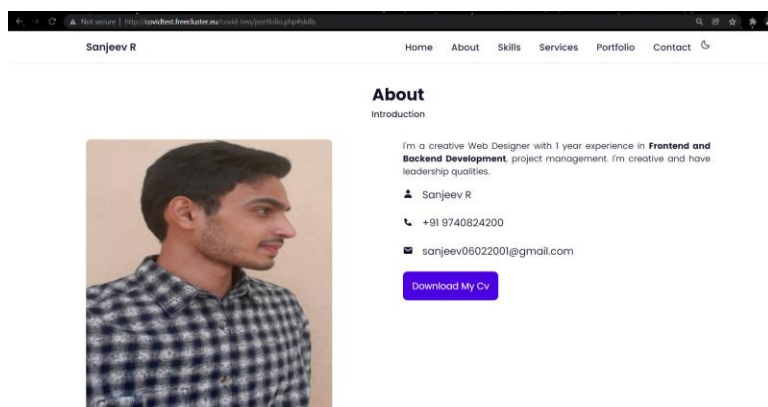 Not secure | http://covidtest.freecluster.eu/covid-tms/portfolio.php#skills
Sanjeev R
Home About Skills Services Portfolio Contact
About
Introduction
I'm a creative Web Designer with 1 year experience in Frontend and
Backend Development, project management. I'm creative and have
leadership qualities.
Sanjeev R
+91 9740824200
sanjeev06022001@gmail.com
Download My Cv